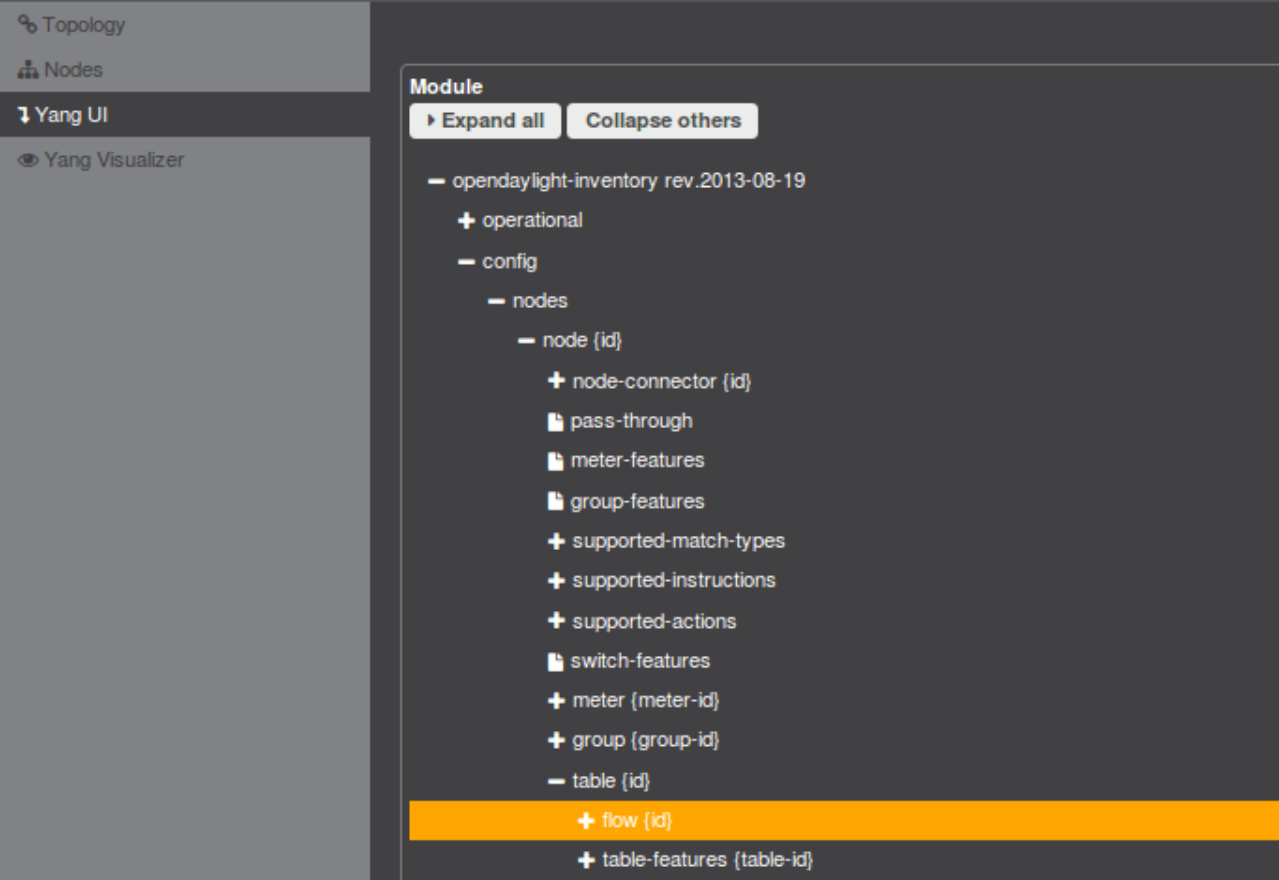 Topology
Nodes
Yang UI
Yang Visualizer
Module
Expand all Collapse others
opendaylight-inventory rev.2013-08-19
operational
config
nodes
node {id}
node-connector {id}
pass-through
meter-features
group-features
supported-match-types
supported-instructions
supported-actions
switch-features
meter {meter-id}
group {group-id}
table {id}
flow {id}
table-features {table-id}